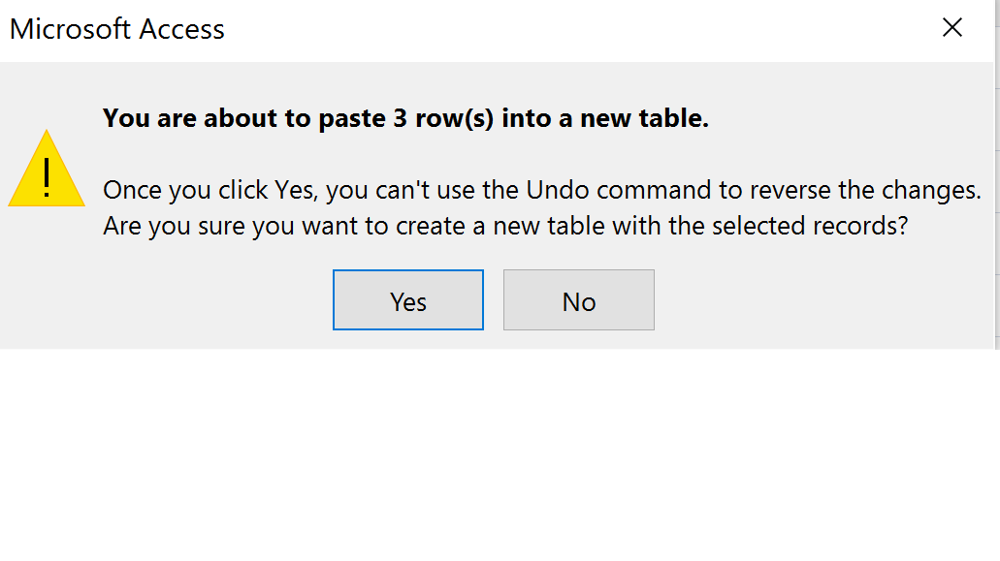 Microsoft Access
You are about to paste 3 row(s) into a new table.
Once you click Yes, you can't use the Undo command to reverse the changes.
Are you sure you want to create a new table with the selected records?
Yes
No